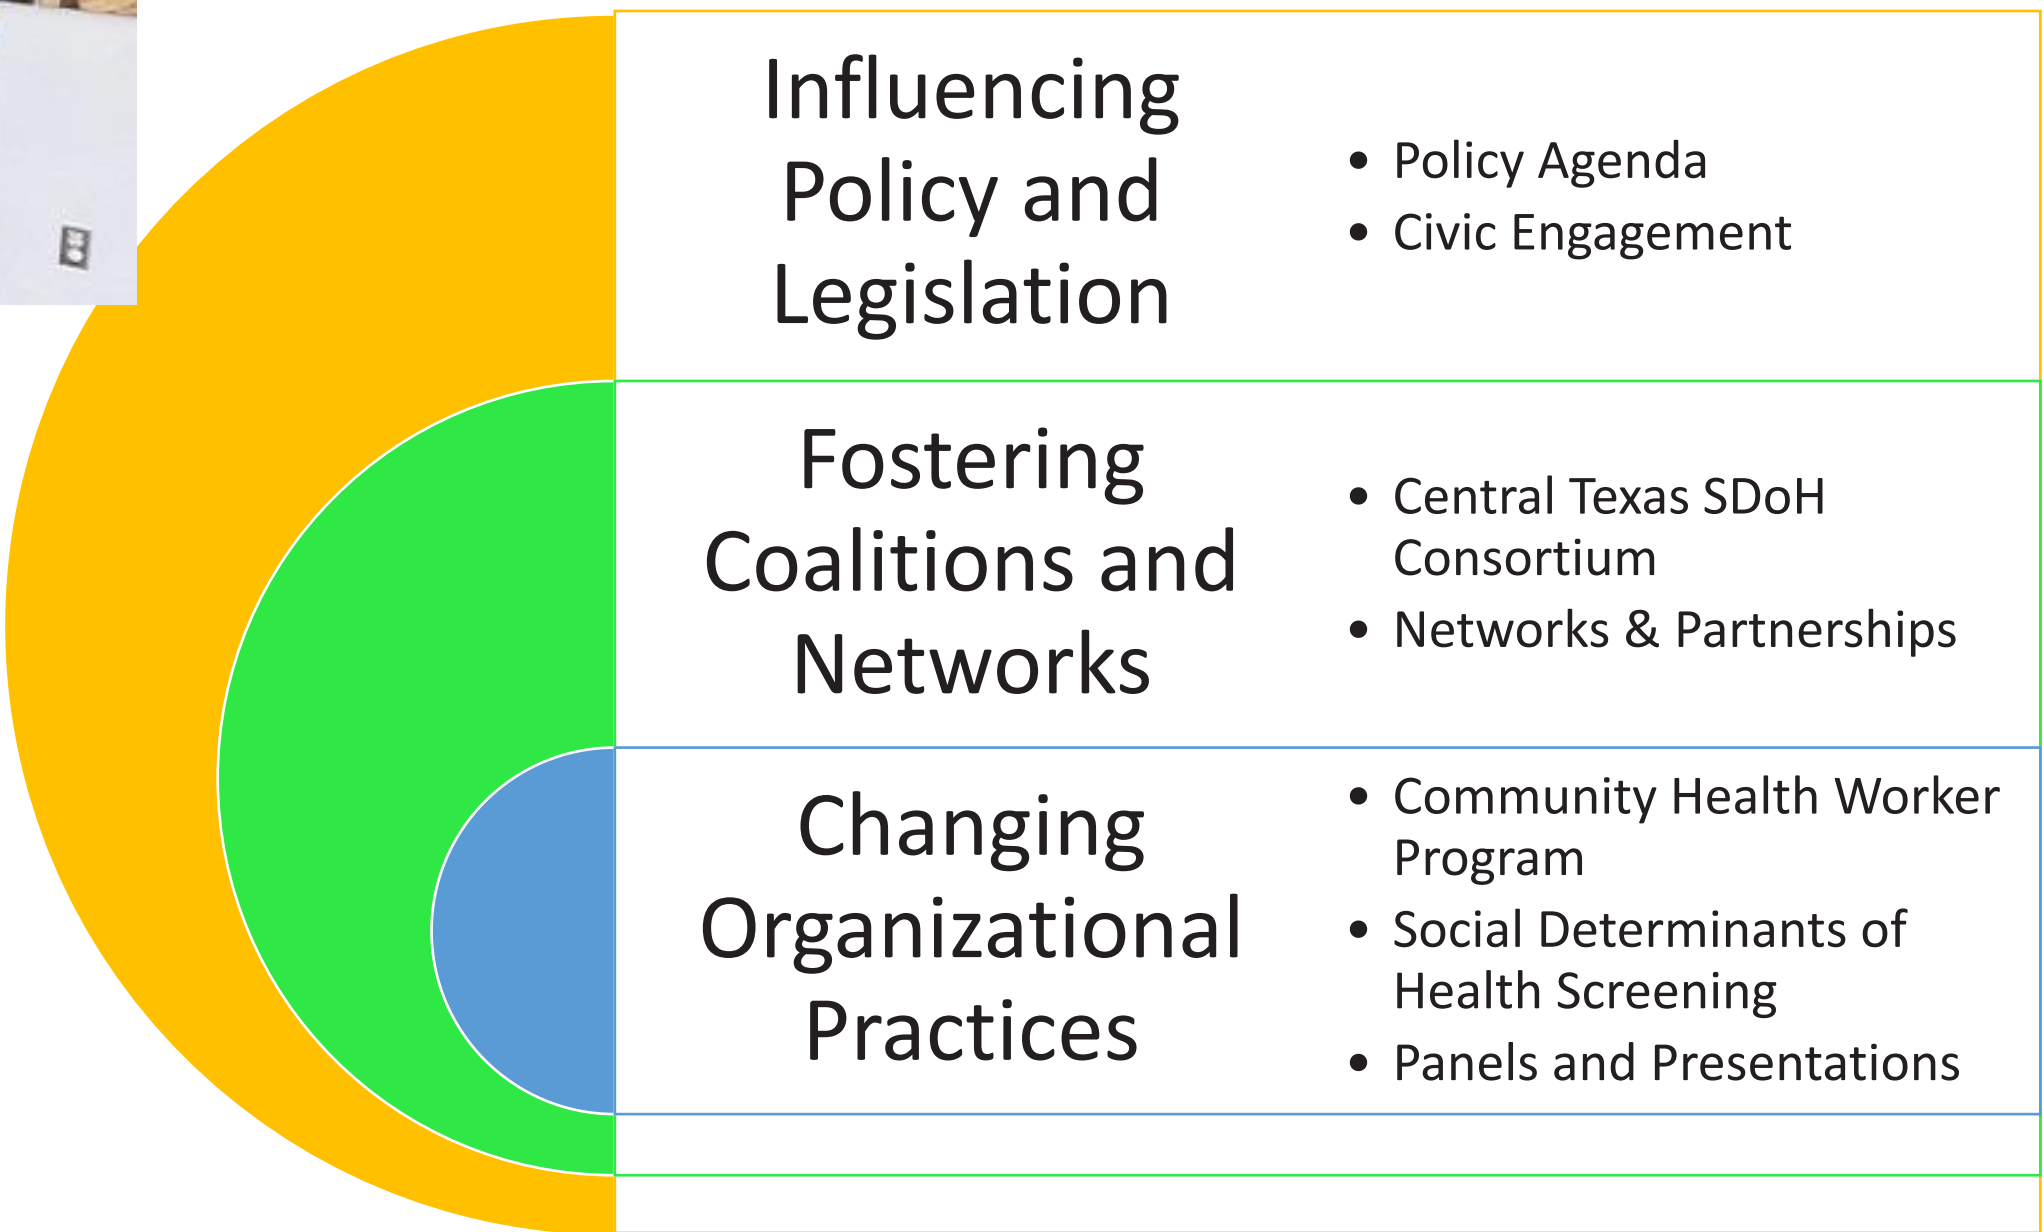 Influencing
Policy and
Legislation
• Policy Agenda
• Civic Engagement
Fostering
Coalitions and
Networks
• Central Texas SDoH
Consortium
• Networks & Partnerships
Changing
Organizational
Practices
• Community Health Worker
Program
• Social Determinants of
Health Screening
• Panels and Presentations